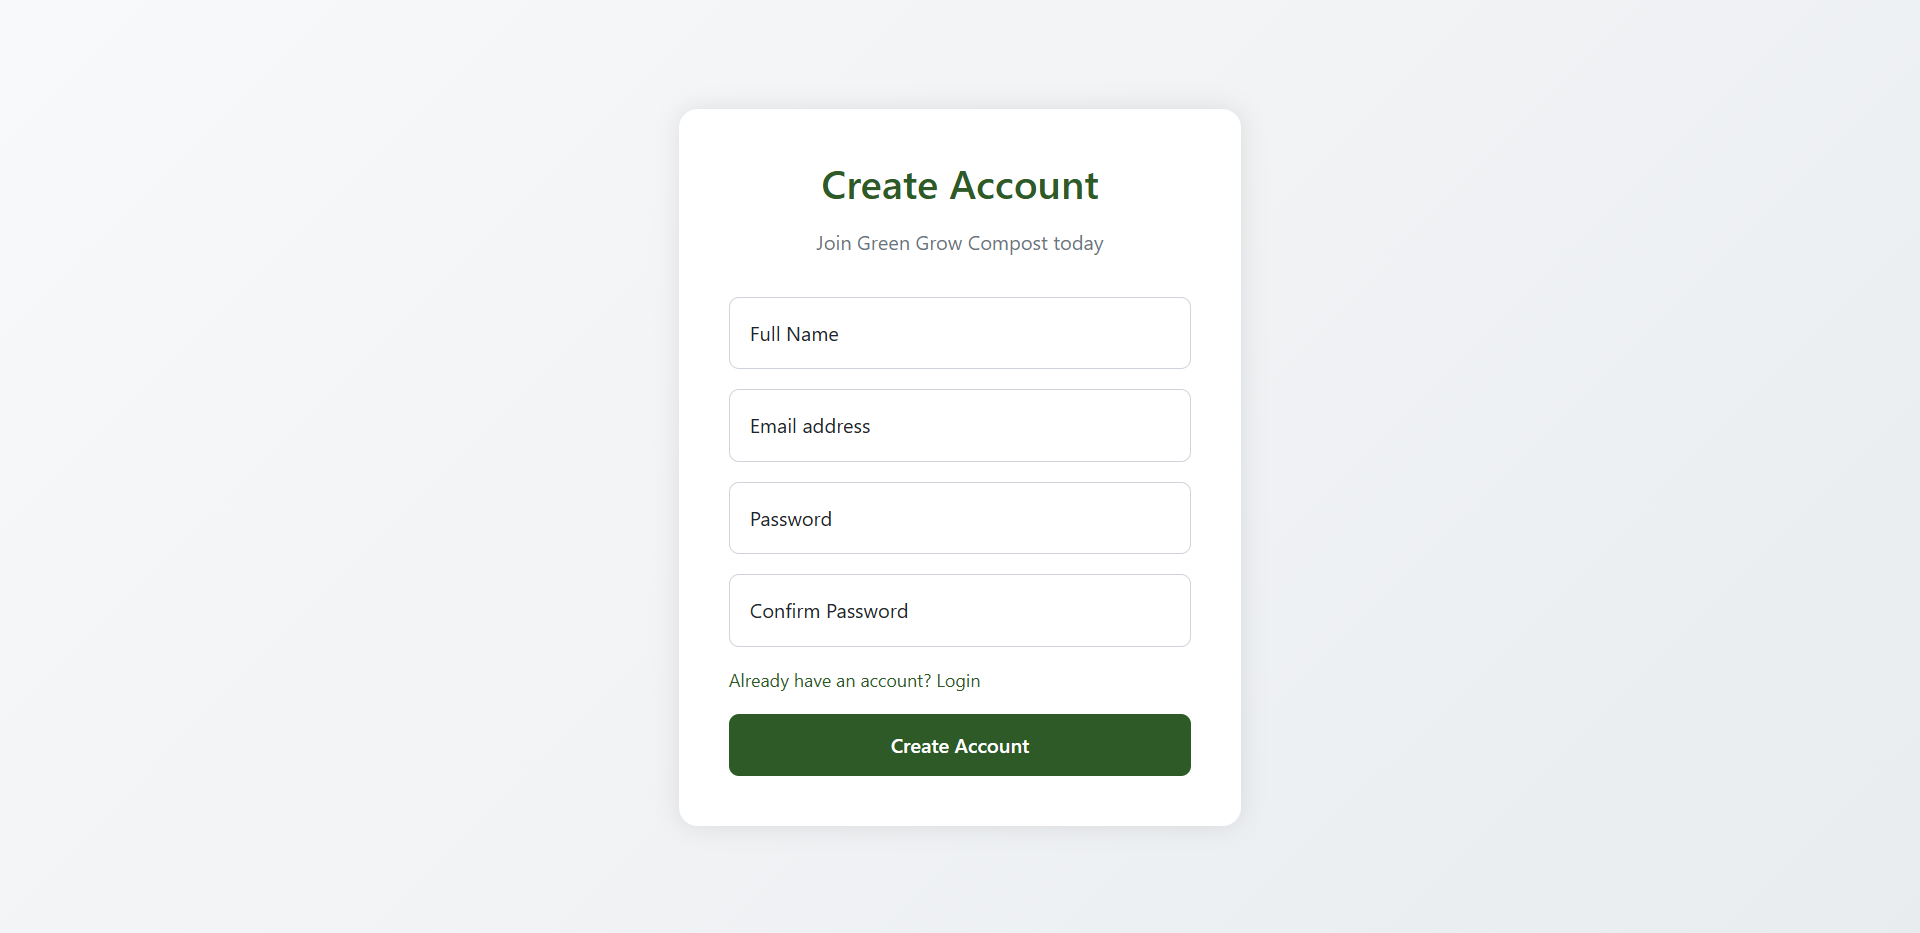 Create Account
Join Green Grow Compost today
Full Name
Email address
Password
Confirm Password
Already have an account? Login
Create Account